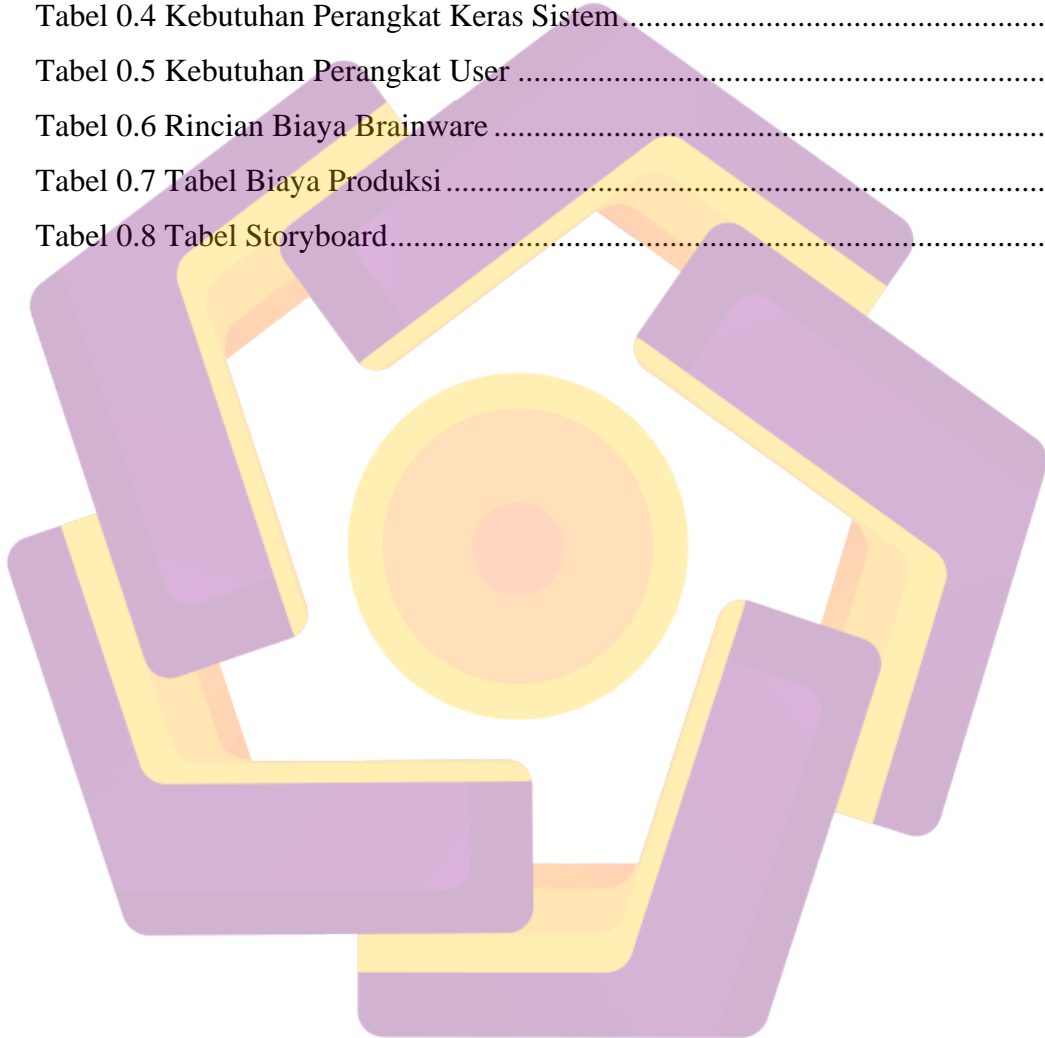 Tabel 0.4 Kebutuhan Perangkat Keras Sistem.......................................................
Tabel 0.5 Kebutuhan Perangkat User ....................................................................
Tabel 0.6 Rincian Biaya Brainware .......................................................................
Tabel 0.7 Tabel Biaya Produksi.............................................................................
Tabel 0.8 Tabel Storyboard....................................................................................